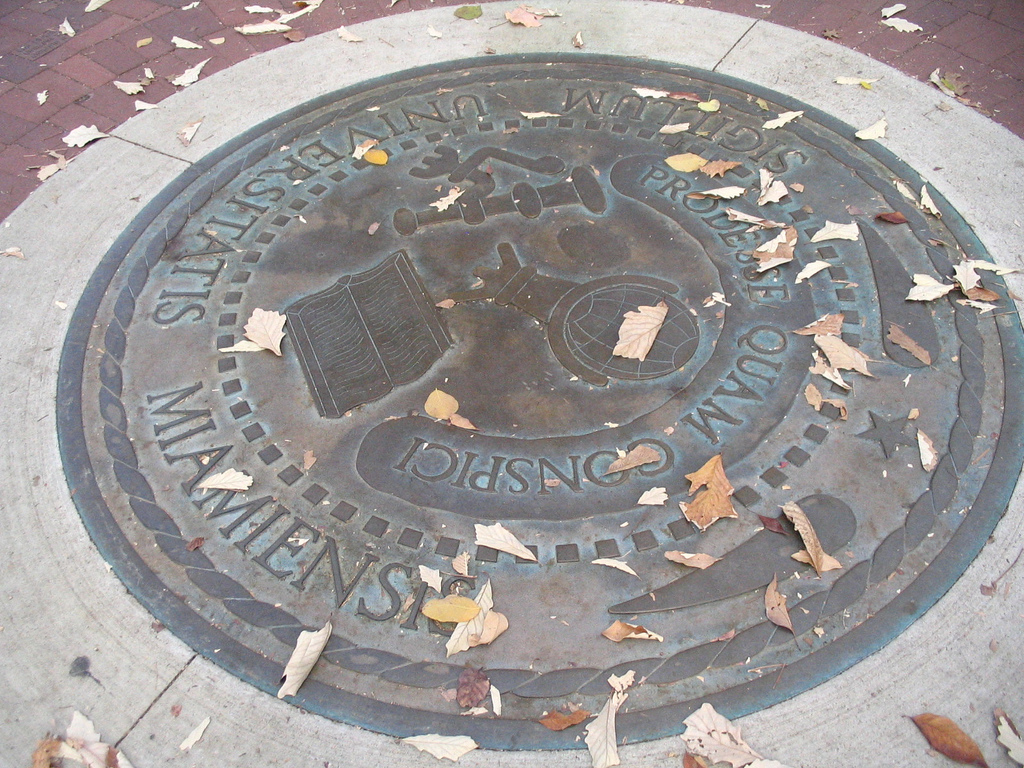 SIGILLUM UNIVERSITATIS MIAMIENSIS
PRODESSE QUAM CONSPICI